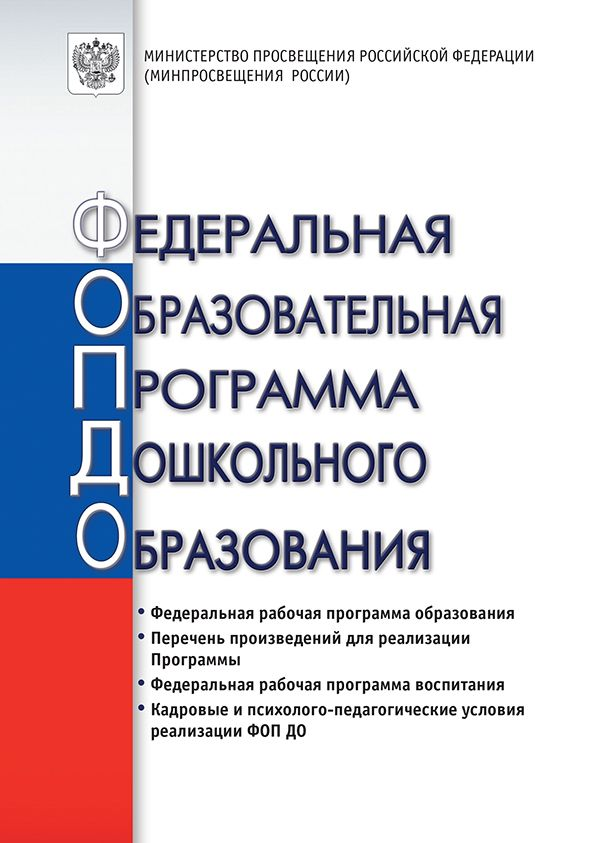 МИНИСТЕРСТВО ПРОСВЕЩЕНИЯ РОССИЙСКОЙ ФЕДЕРАЦИИ
(МИНПРОСВЕЩЕНИЯ РОССИИ)
ФЕДЕРАЛЬНАЯ
ОБРАЗОВАТЕЛЬНАЯ
ПРОГРАММА
ДОШКОЛЬНОГО
ОБРАЗОВАНИЯ
• Федеральная рабочая программа образования
• Перечень произведений для реализации
Программы
• Федеральная рабочая программа воспитания
• Кадровые и психолого-педагогические условия
реализации ФОП ДО